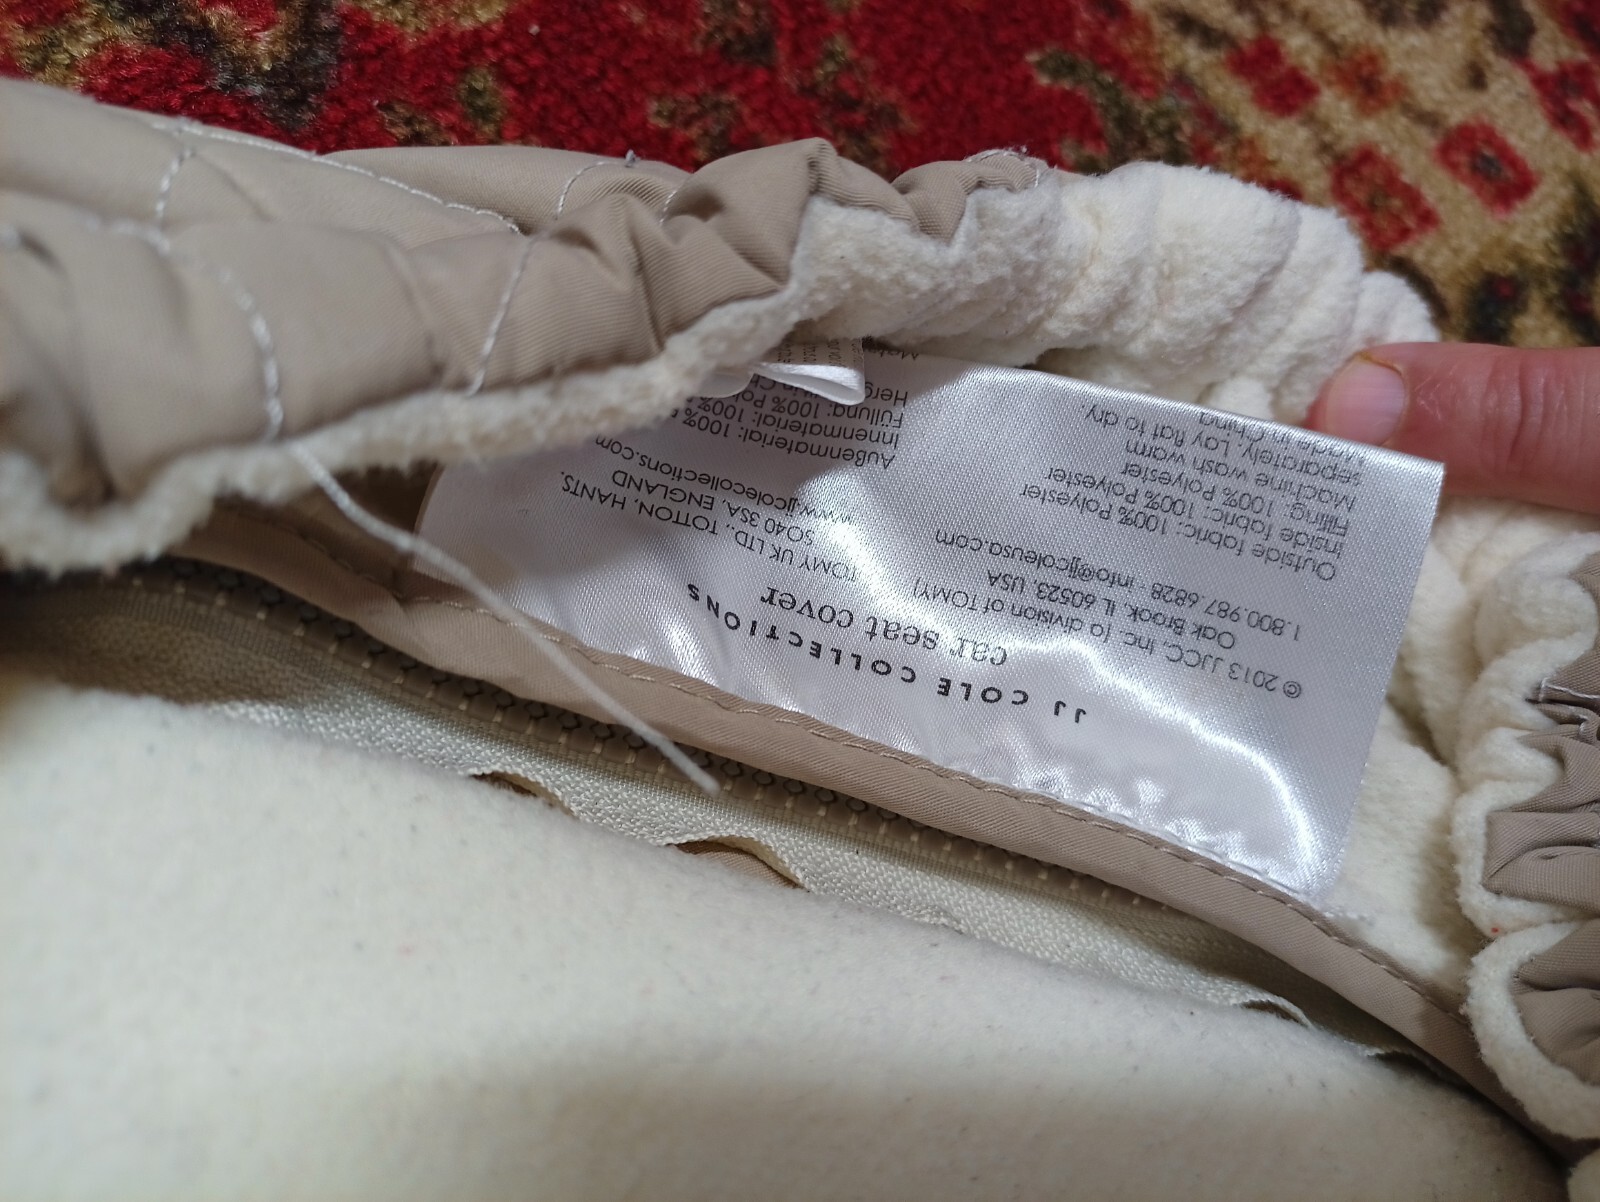 JJ COLE COLLECTIONS
car seat cover
© 2013 JJCC, Inc. (a division of TOMY)
Oak Brook, IL 60523, USA
1.800.987.6828 info@jjcoleusa.com
Outside fabric: 100% Polyester
Inside fabric: 100% Polyester
Filling: 100% Polyester
Machine wash warm
separately. Lay flat to dry.
Made in China
TOMY UK LTD., TOTTON, HANTS.
SO40 3SA, ENGLAND
www.jjcolecollections.com
Außenmaterial: 100%
Innenmaterial: 100%
Füllung: 100% Pol